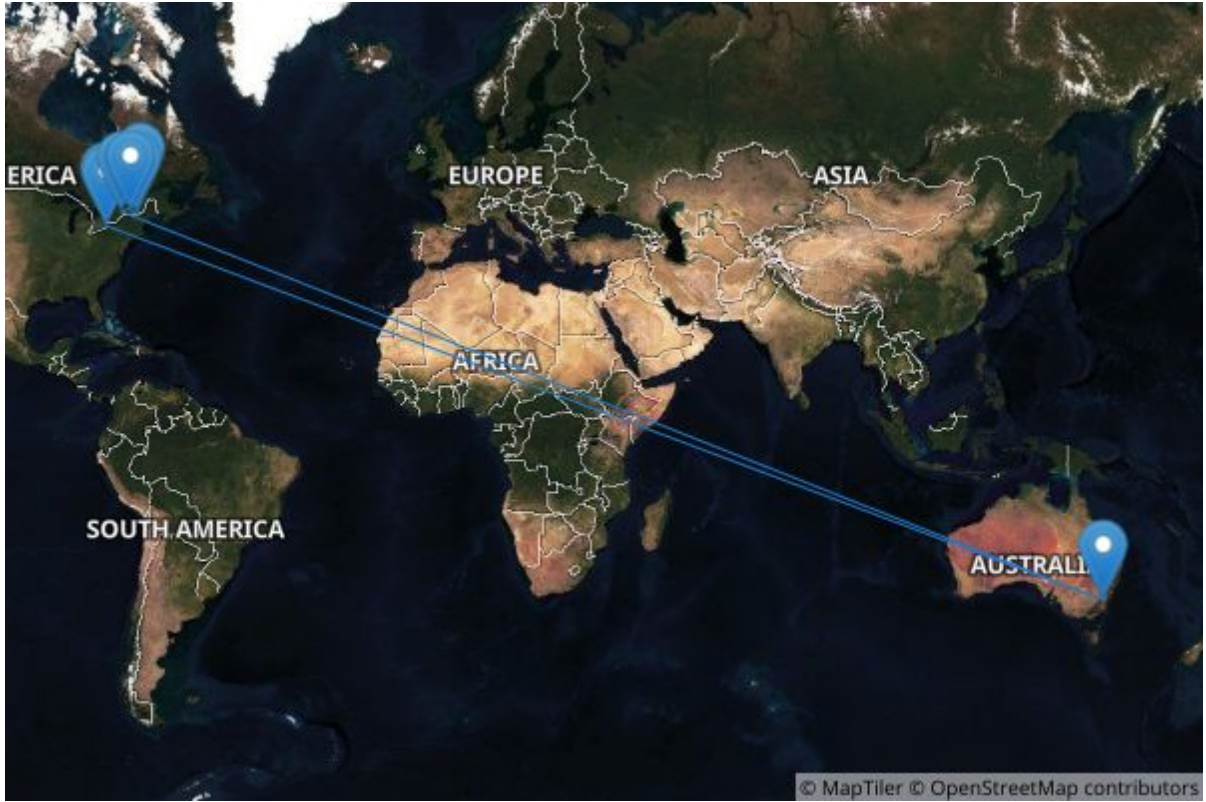 ERICA
EUROPE
ASIA
AFRICA
SOUTH AMERICA
AUSTRALI
© MapTiler © OpenStreetMap contributors